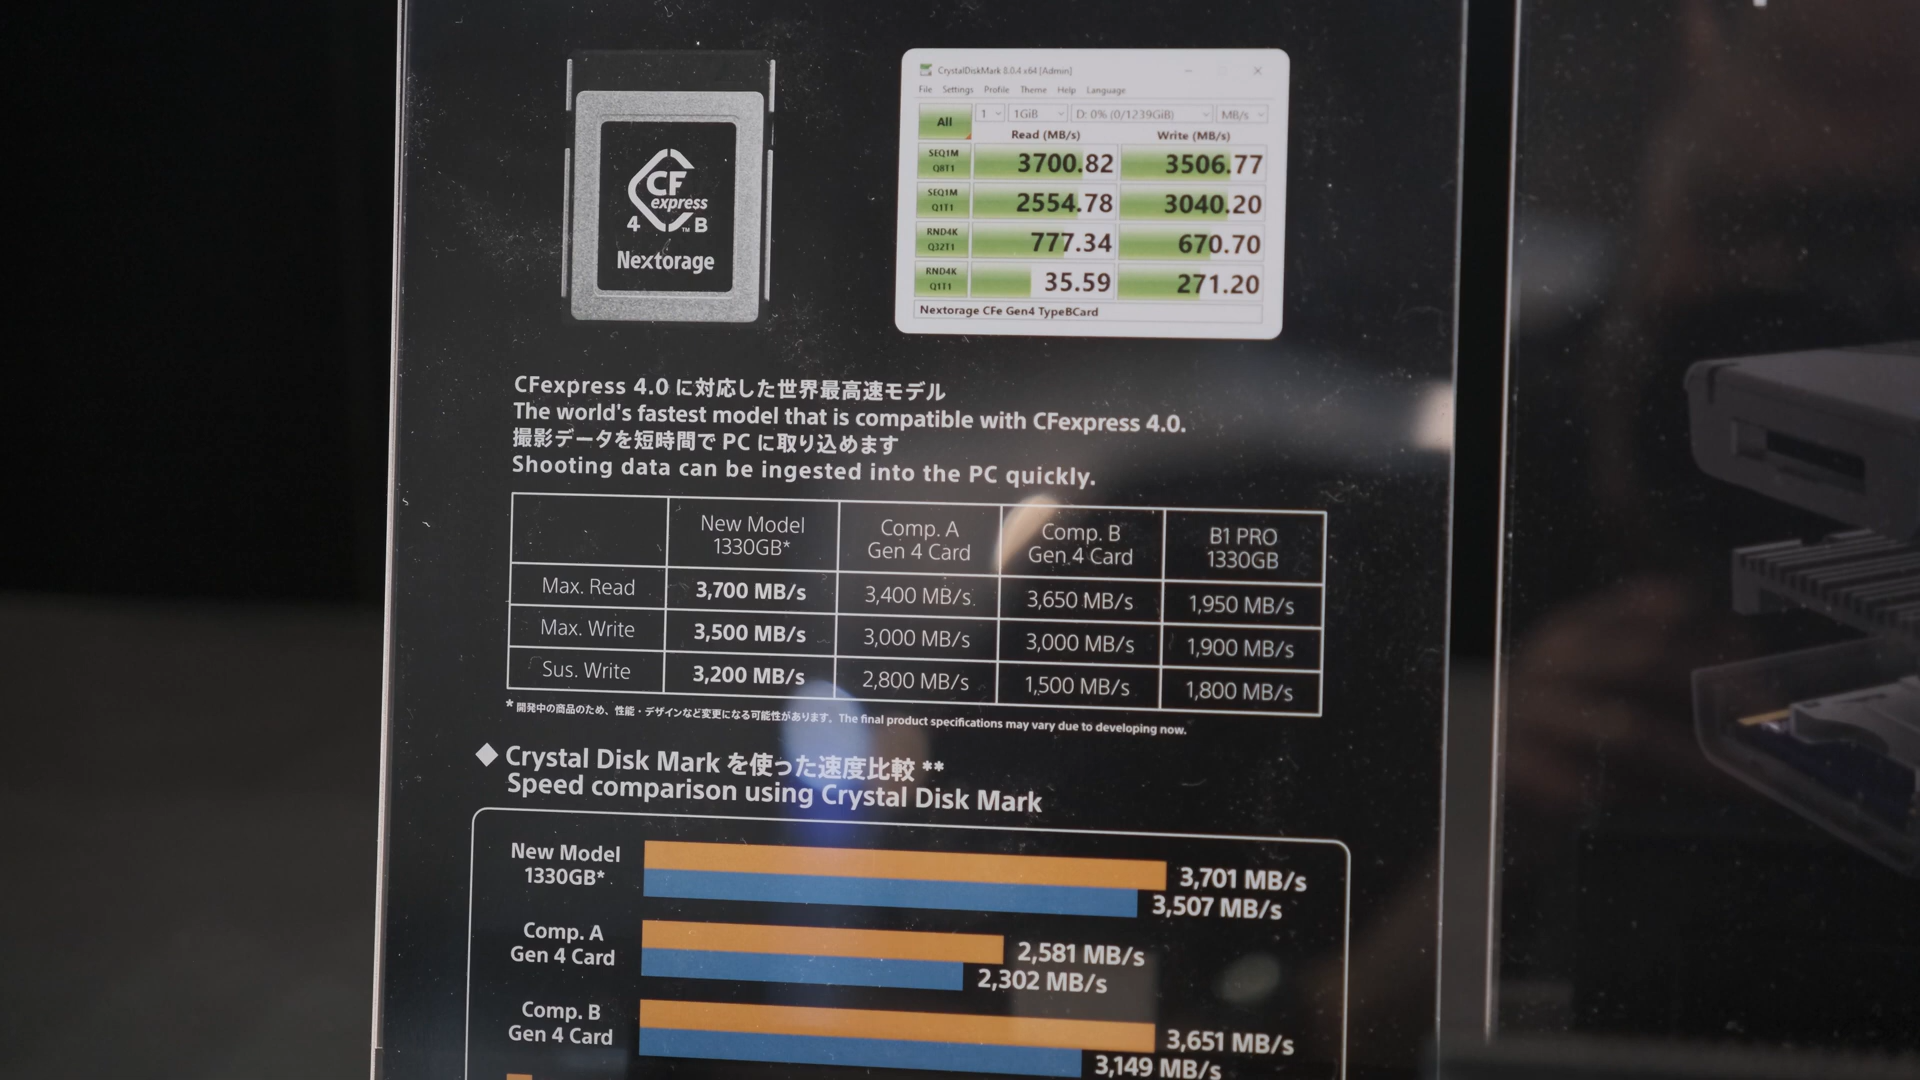 CF
express
4 ™ B
Nextorage
CrystalDiskMark 8.0.4 x64 [Admin]
File Settings Profile Theme Help Language
All 1 1GiB D: 0% (0/1239GiB) MB/s
Read (MB/s) Write (MB/s)
SEQ1M
Q8T1 3700.82 3506.77
SEQ1M
Q1T1 2554.78 3040.20
RND4K
Q32T1 777.34 670.70
RND4K
Q1T1 35.59 271.20
Nextorage CFe Gen4 TypeBCard
CFexpress 4.0 に対応した世界最高速モデル
The world's fastest model that is compatible with CFexpress 4.0.
撮影データを短時間で PC に取り込めます
Shooting data can be ingested into the PC quickly.
New Model Comp. A Comp. B B1 PRO
1330GB* Gen 4 Card Gen 4 Card 1330GB
Max. Read 3,700 MB/s 3,400 MB/s 3,650 MB/s 1,950 MB/s
Max. Write 3,500 MB/s 3,000 MB/s 3,000 MB/s 1,900 MB/s
Sus. Write 3,200 MB/s 2,800 MB/s 1,500 MB/s 1,800 MB/s
* 開発中の商品のため、性能・デザインなど変更になる可能性があります。The final product specifications may vary due to developing now.
◆ Crystal Disk Mark を使った速度比較 **
Speed comparison using Crystal Disk Mark
New Model
1330GB*
3,701 MB/s
3,507 MB/s
Comp. A
Gen 4 Card
2,581 MB/s
2,302 MB/s
Comp. B
Gen 4 Card
3,651 MB/s
3,149 MB/s